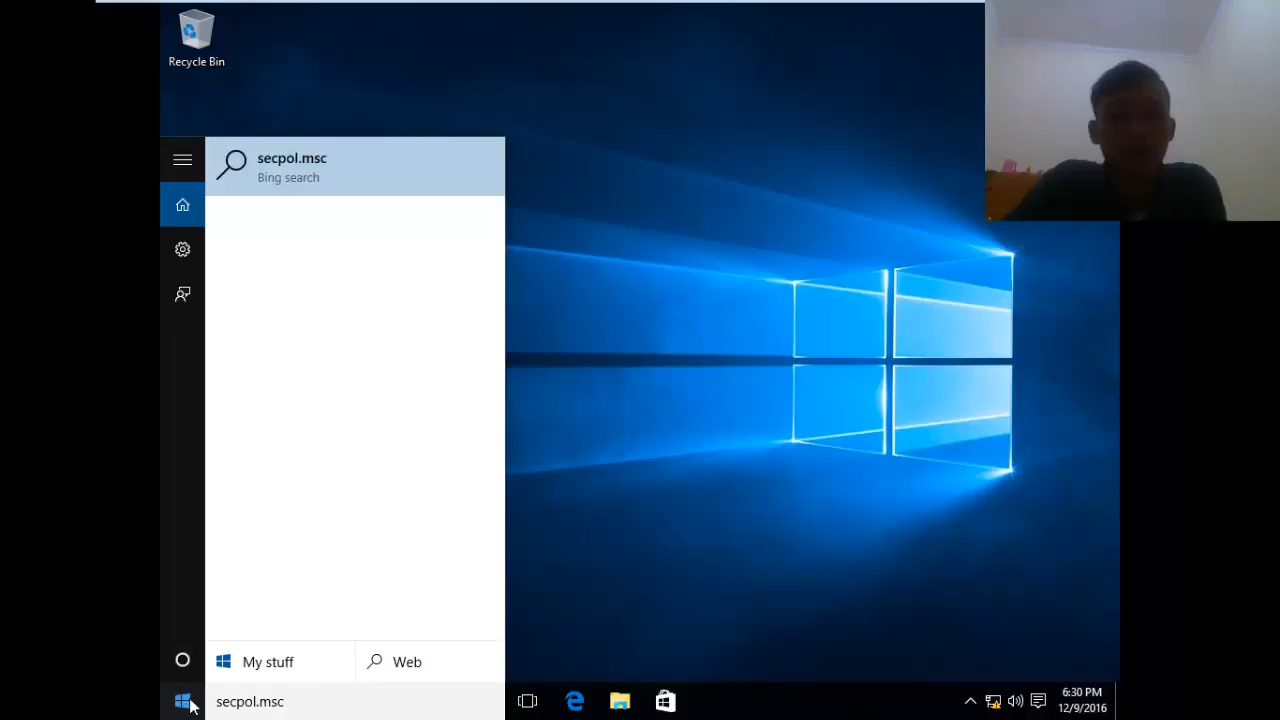 Recycle Bin
secpol.msc
Bing search
My stuff
Web
secpol.msc
6:30 PM
12/9/2016